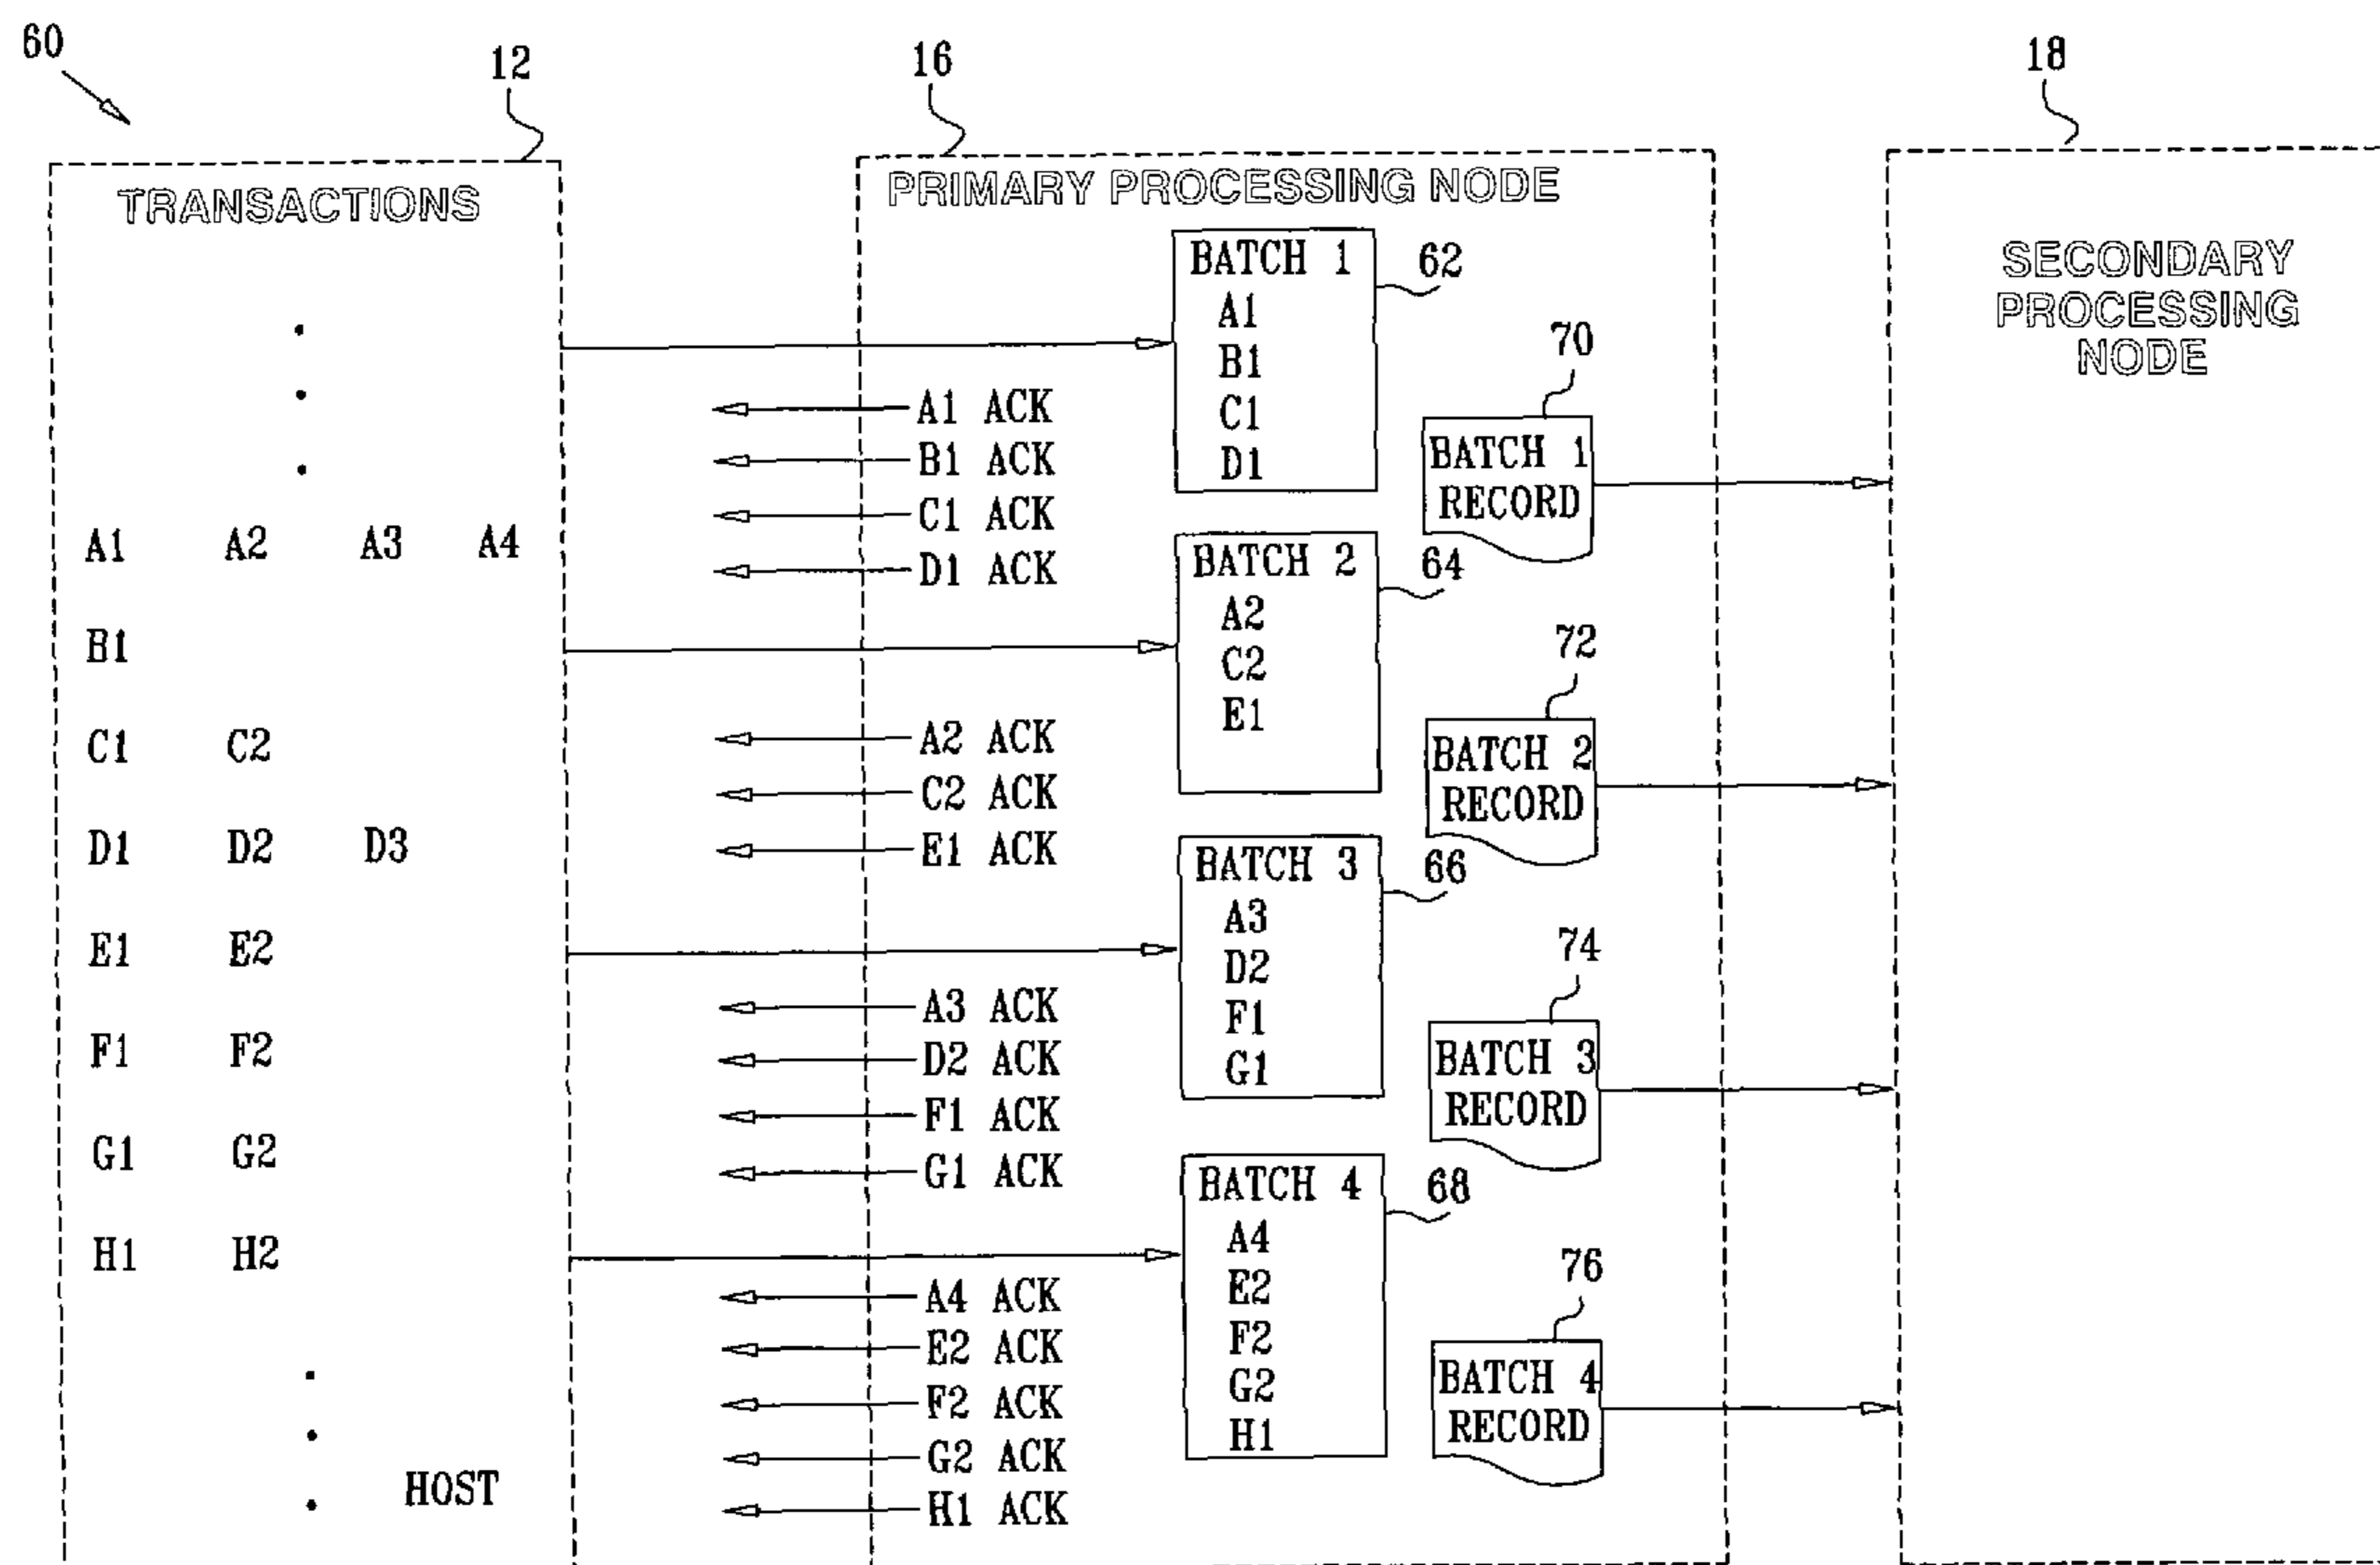 60
12
16
18
TRANSACTIONS
A1 A2 A3 A4
B1
C1 C2
D1 D2 D3
E1 E2
F1 F2
G1 G2
H1 H2
HOST
PRIMARY PROCESSING NODE
A1 ACK
B1 ACK
C1 ACK
D1 ACK
A2 ACK
C2 ACK
E1 ACK
A3 ACK
D2 ACK
F1 ACK
G1 ACK
A4 ACK
E2 ACK
F2 ACK
G2 ACK
H1 ACK
BATCH 1
A1
B1
C1
D1
62
BATCH 2
A2
C2
E1
64
BATCH 3
A3
D2
F1
G1
66
BATCH 4
A4
E2
F2
G2
H1
68
70
BATCH 1
RECORD
72
BATCH 2
RECORD
74
BATCH 3
RECORD
76
BATCH 4
RECORD
SECONDARY
PROCESSING
NODE